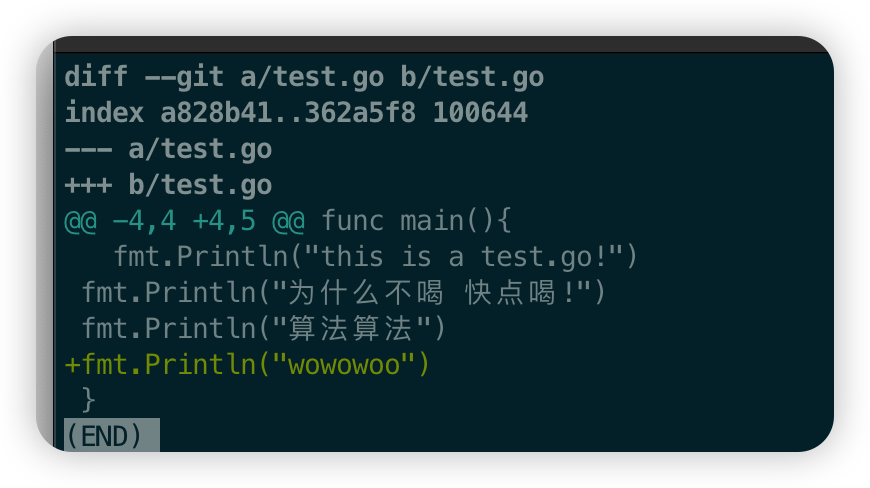 diff --git a/test.go b/test.go
index a828b41..362a5f8 100644
--- a/test.go
+++ b/test.go
@@ -4,4 +4,5 @@ func main(){
   fmt.Println("this is a test.go!")
 fmt.Println("为什么不喝 快点喝!")
 fmt.Println("算法算法")
+fmt.Println("wowowoo")
 }
(END)